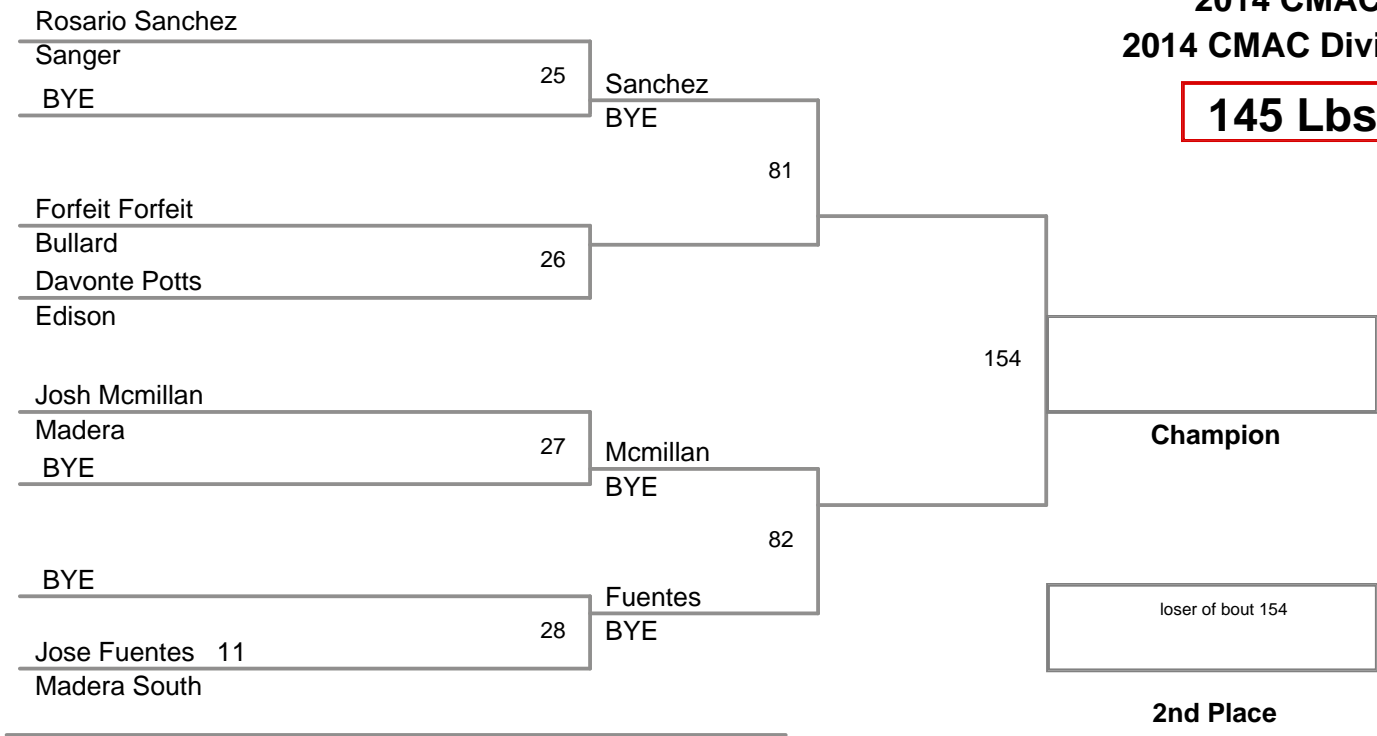 2014 CMAC
2014 CMAC Divi
145 Lbs
Rosario Sanchez
Sanger
BYE
25
Sanchez
BYE
81
Forfeit Forfeit
Bullard
Davonte Potts
Edison
26
154
Josh Mcmillan
Madera
BYE
27
Mcmillan
BYE
82
BYE
Jose Fuentes 11
Madera South
28
Fuentes
BYE
Champion
loser of bout 154
2nd Place